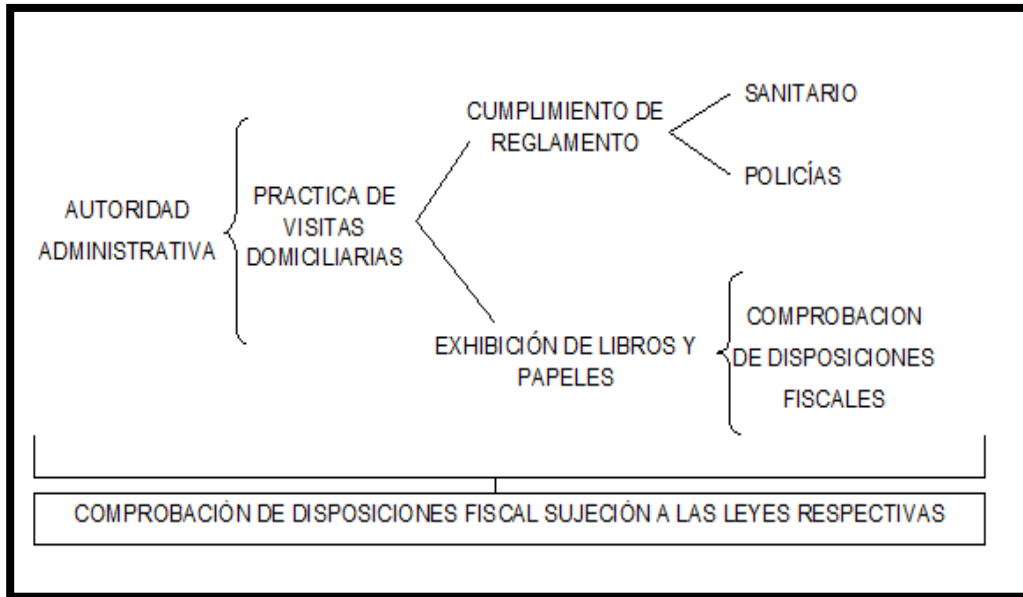 AUTORIDAD
ADMINISTRATIVA
PRACTICA DE
VISITAS
DOMICILIARIAS
CUMPLIMIENTO DE
REGLAMENTO
SANITARIO
POLICÍAS
EXHIBICIÓN DE LIBROS Y
PAPELES
COMPROBACION
DE DISPOSICIONES
FISCALES
COMPROBACIÓN DE DISPOSICIONES FISCAL SUJECIÓN A LAS LEYES RESPECTIVAS